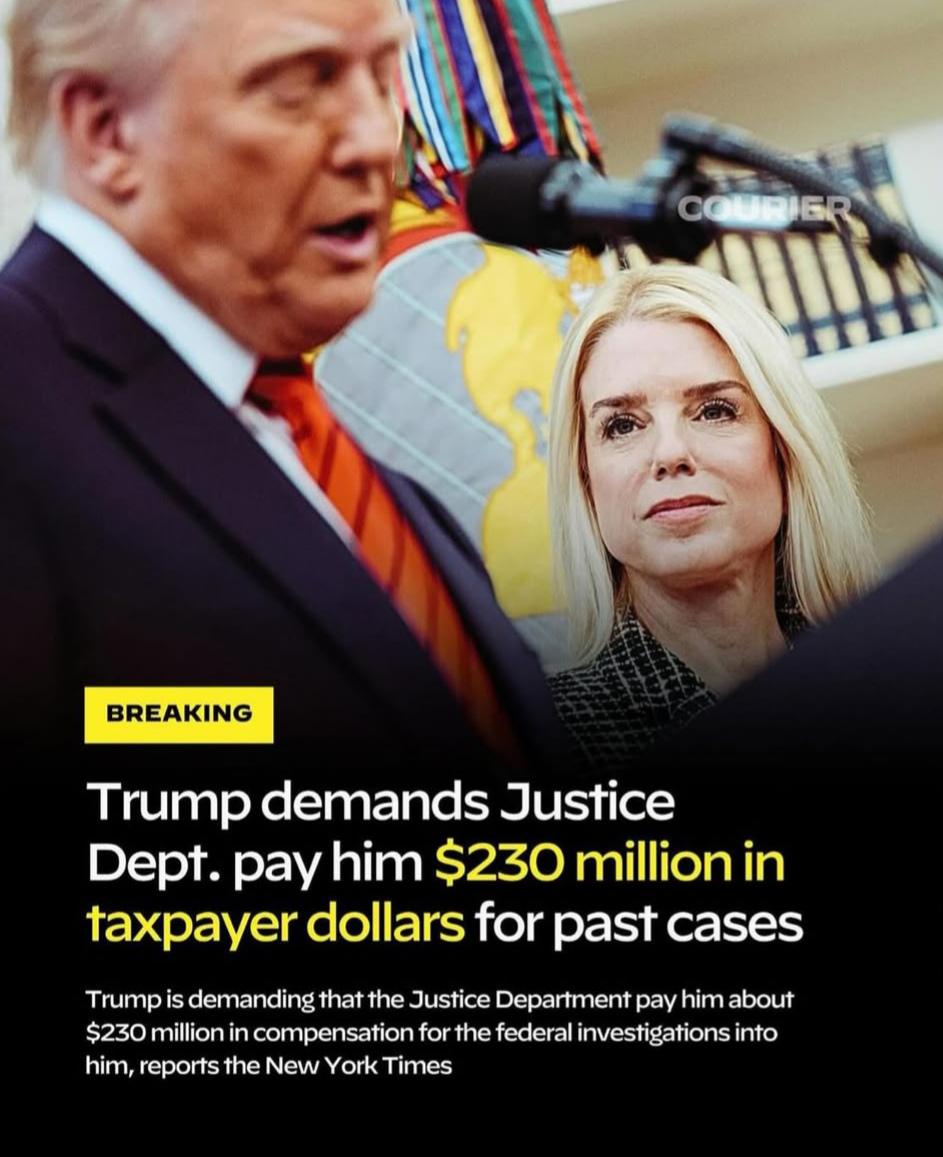 COURIER
BREAKING
Trump demands Justice
Dept. pay him $230 million in
taxpayer dollars for past cases
Trump is demanding that the Justice Department pay him about
$230 million in compensation for the federal investigations into
him, reports the New York Times